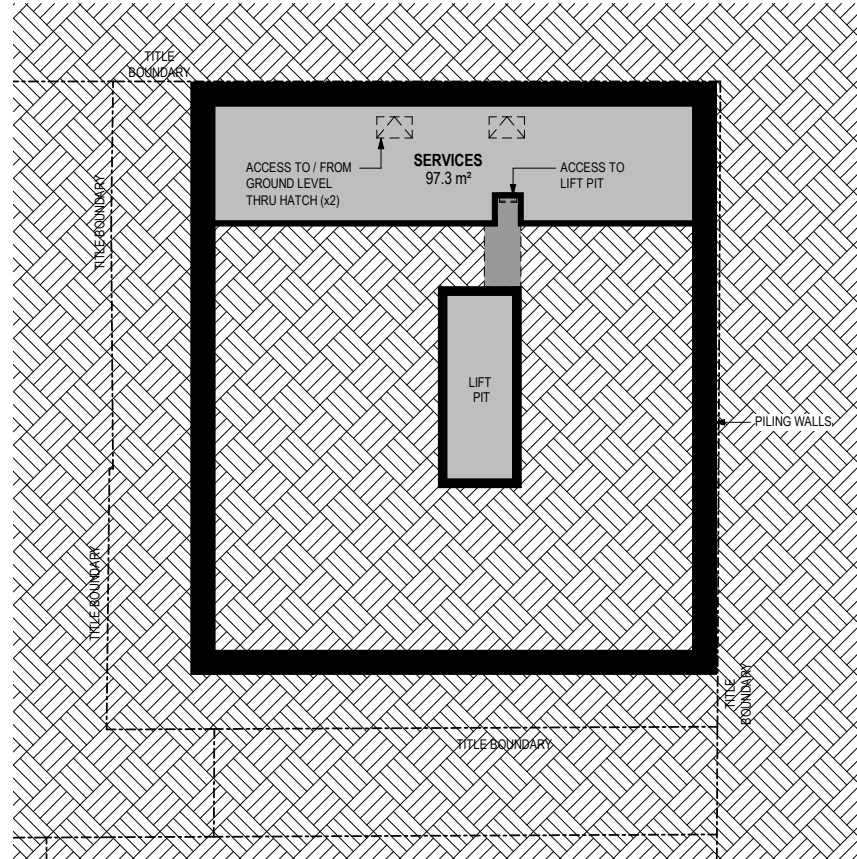 TITLE
BOUNDARY
ACCESS TO / FROM
GROUND LEVEL
THRU HATCH (x2)
SERVICES
97.3 m²
ACCESS TO
LIFT PIT
TITLE BOUNDARY
LIFT
PIT
PILING WALLS
TITLE BOUNDARY
TITLE
BOUNDARY
TITLE BOUNDARY